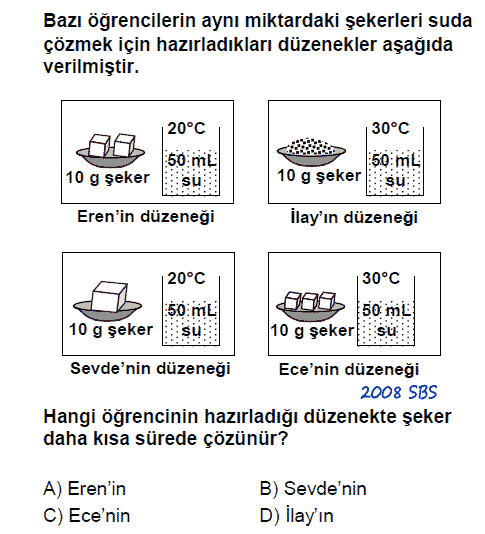 Bazı öğrencilerin aynı miktardaki şekerleri suda
çözmek için hazırladıkları düzenekler aşağıda
verilmiştir.
20°C
50 mL
su
10 g şeker
Eren’in düzeneği
30°C
50 mL
su
10 g şeker
İlay’ın düzeneği
20°C
50 mL
su
10 g şeker
Sevde’nin düzeneği
30°C
50 mL
su
10 g şeker
Ece’nin düzeneği
2008 SBS
Hangi öğrencinin hazırladığı düzenekte şeker
daha kısa sürede çözünür?
A) Eren’in
B) Sevde’nin
C) Ece’nin
D) İlay’ın